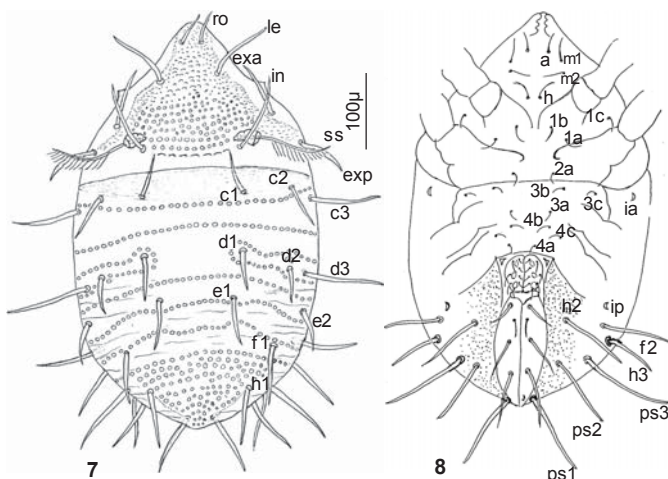 ro
le
exa
in
100µ
ss
exp
c2
c1
c3
d1
d2
d3
e1
e2
f1
h1
7
a
m1
m2
h
1c
1b
1a
2a
3b
3a
3c
ia
4b
4c
4a
h2
ip
f2
h3
ps3
ps2
ps1
8